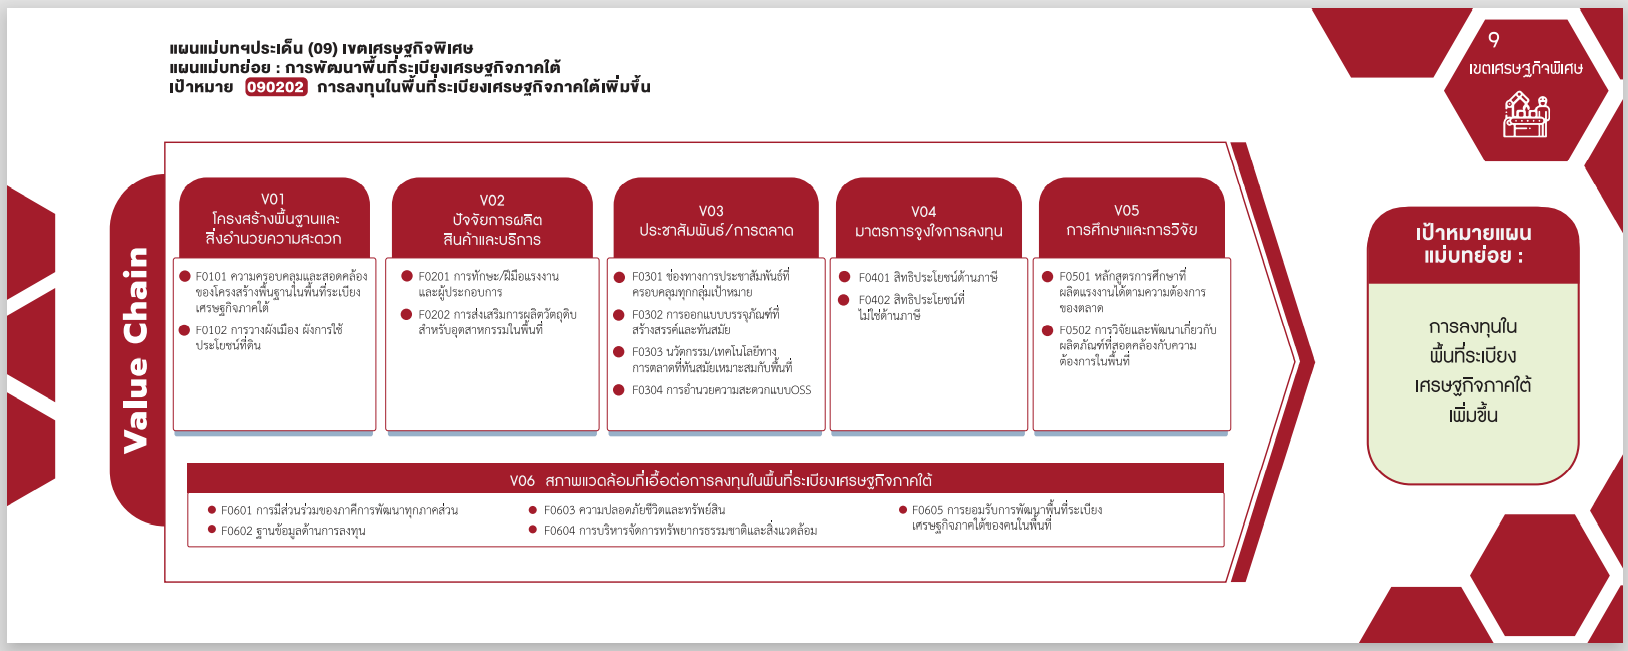 แผนแม่บทฯประเด็น (09) เขตเศรษฐกิจพิเศษ
แผนแม่บทย่อย : การพัฒนาพื้นที่ระเบียงเศรษฐกิจภาคใต้
เป้าหมาย 090202 การลงทุนในพื้นที่ระเบียงเศรษฐกิจภาคใต้เพิ่มขึ้น
9
เขตเศรษฐกิจพิเศษ
Value Chain
V01
โครงสร้างพื้นฐานและ
สิ่งอำนวยความสะดวก
F0101 ความครอบคลุมและสอดคล้อง
ของโครงสร้างพื้นฐานในพื้นที่ระเบียง
เศรษฐกิจภาคใต้
F0102 การวางผังเมือง ผังการใช้
ประโยชน์ที่ดิน
V02
ปัจจัยการผลิต
สินค้าและบริการ
F0201 การทักษะ/ฝีมือแรงงาน
และผู้ประกอบการ
F0202 การส่งเสริมการผลิตวัตถุดิบ
สำหรับอุตสาหกรรมในพื้นที่
V03
ประชาสัมพันธ์/การตลาด
F0301 ช่องทางการประชาสัมพันธ์ที่
ครอบคลุมทุกกลุ่มเป้าหมาย
F0302 การออกแบบบรรจุภัณฑ์ที่
สร้างสรรค์และทันสมัย
F0303 นวัตกรรม/เทคโนโลยีทาง
การตลาดที่ทันสมัยเหมาะสมกับพื้นที่
F0304 การอำนวยความสะดวกแบบOSS
V04
มาตรการจูงใจการลงทุน
F0401 สิทธิประโยชน์ด้านภาษี
F0402 สิทธิประโยชน์ที่
ไม่ใช่ด้านภาษี
V05
การศึกษาและการวิจัย
F0501 หลักสูตรการศึกษาที่
ผลิตแรงงานได้ตามความต้องการ
ของตลาด
F0502 การวิจัยและพัฒนาเกี่ยวกับ
ผลิตภัณฑ์ที่สอดคล้องกับความ
ต้องการในพื้นที่
V06 สภาพแวดล้อมที่เอื้อต่อการลงทุนในพื้นที่ระเบียงเศรษฐกิจภาคใต้
F0601 การมีส่วนร่วมของภาคีการพัฒนาทุกภาคส่วน
F0602 ฐานข้อมูลด้านการลงทุน
F0603 ความปลอดภัยชีวิตและทรัพย์สิน
F0604 การบริหารจัดการทรัพยากรธรรมชาติและสิ่งแวดล้อม
F0605 การยอมรับการพัฒนาพื้นที่ระเบียง
เศรษฐกิจภาคใต้ของคนในพื้นที่
เป้าหมายแผน
แม่บทย่อย :
การลงทุนใน
พื้นที่ระเบียง
เศรษฐกิจภาคใต้
เพิ่มขึ้น